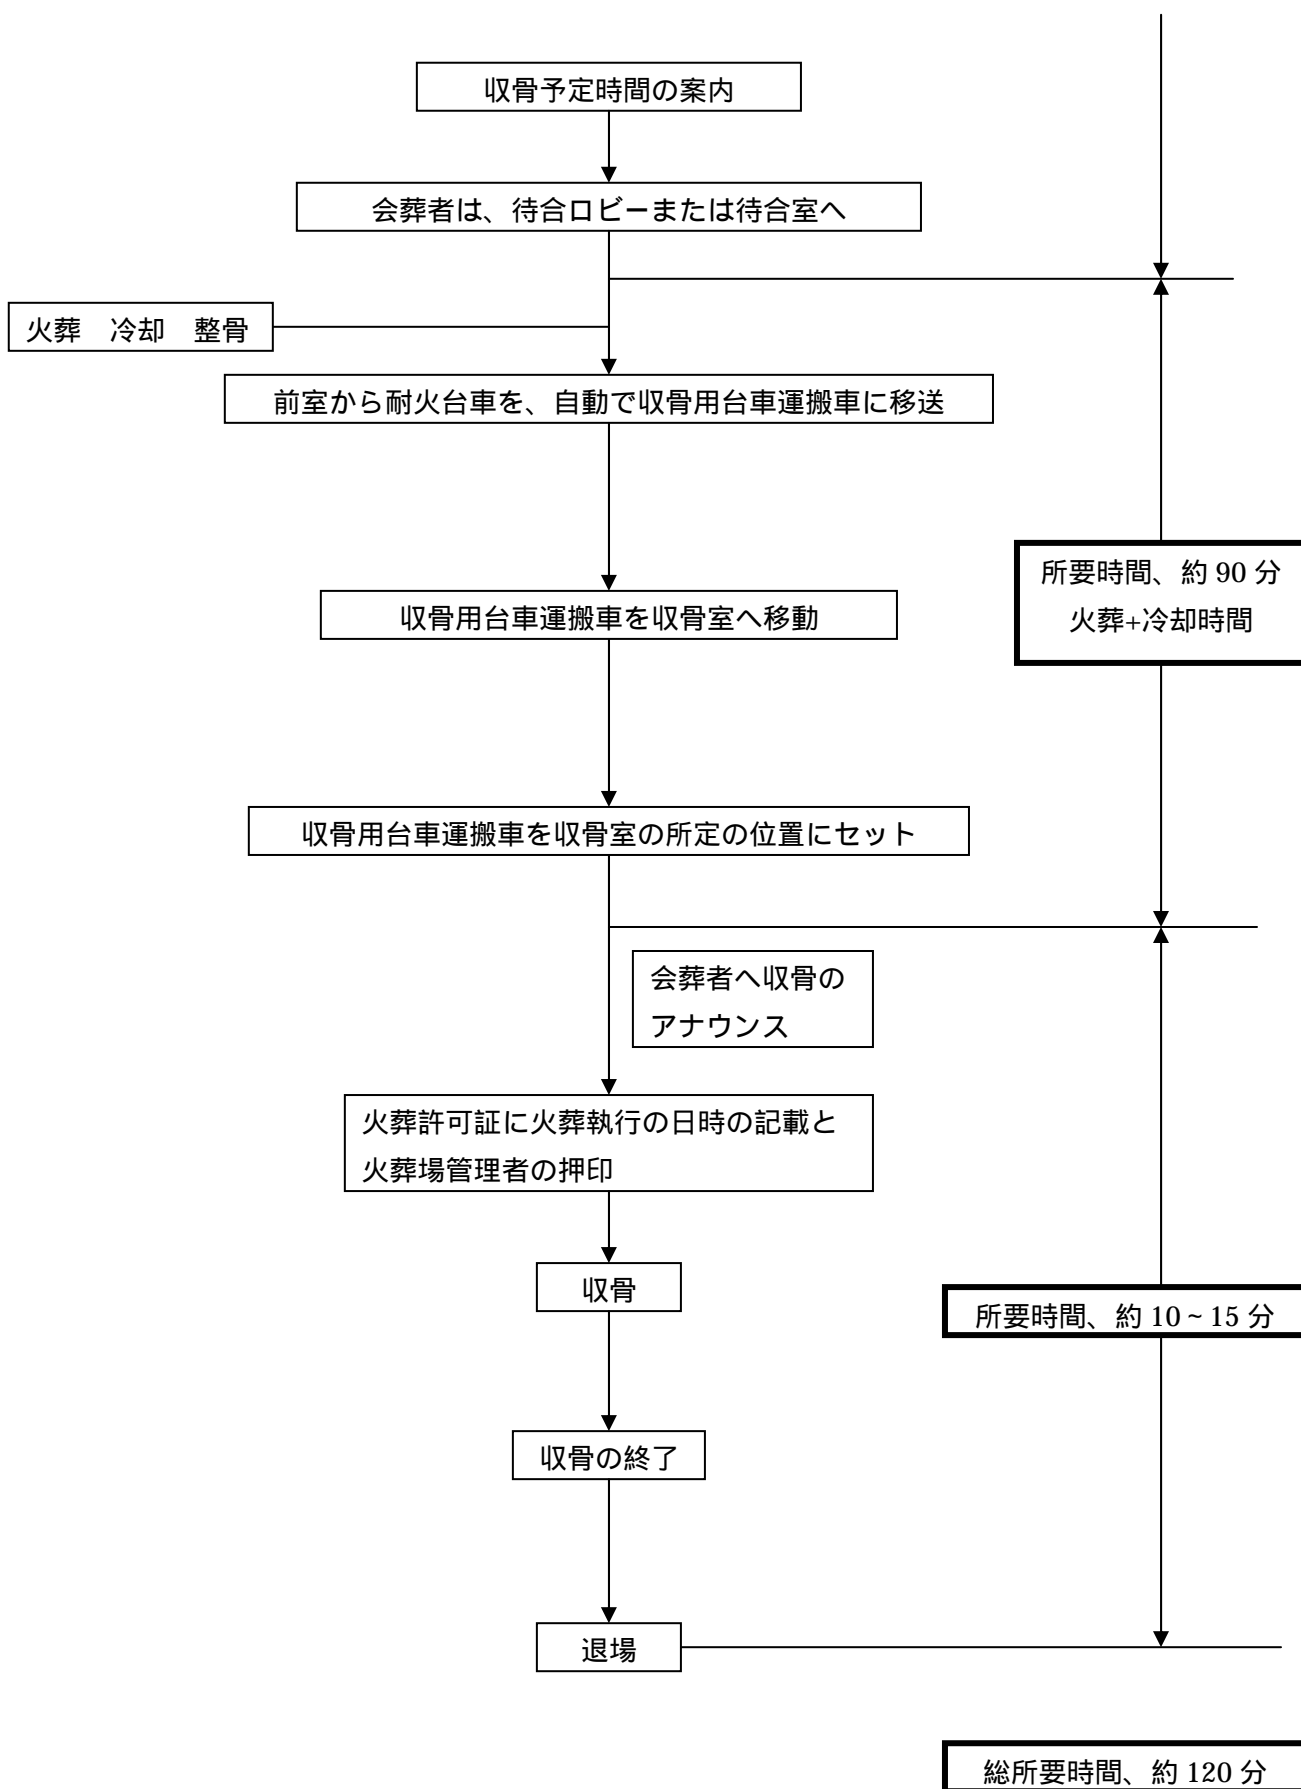 収骨予定時間の案内
会葬者は、待合ロビーまたは待合室へ
火葬　冷却　整骨
前室から耐火台車を、自動で収骨用台車運搬車に移送
所要時間、約 90 分
火葬+冷却時間
収骨用台車運搬車を収骨室へ移動
収骨用台車運搬車を収骨室の所定の位置にセット
会葬者へ収骨の
アナウンス
火葬許可証に火葬執行の日時の記載と
火葬場管理者の押印
収骨
所要時間、約 10～15 分
収骨の終了
退場
総所要時間、約 120 分